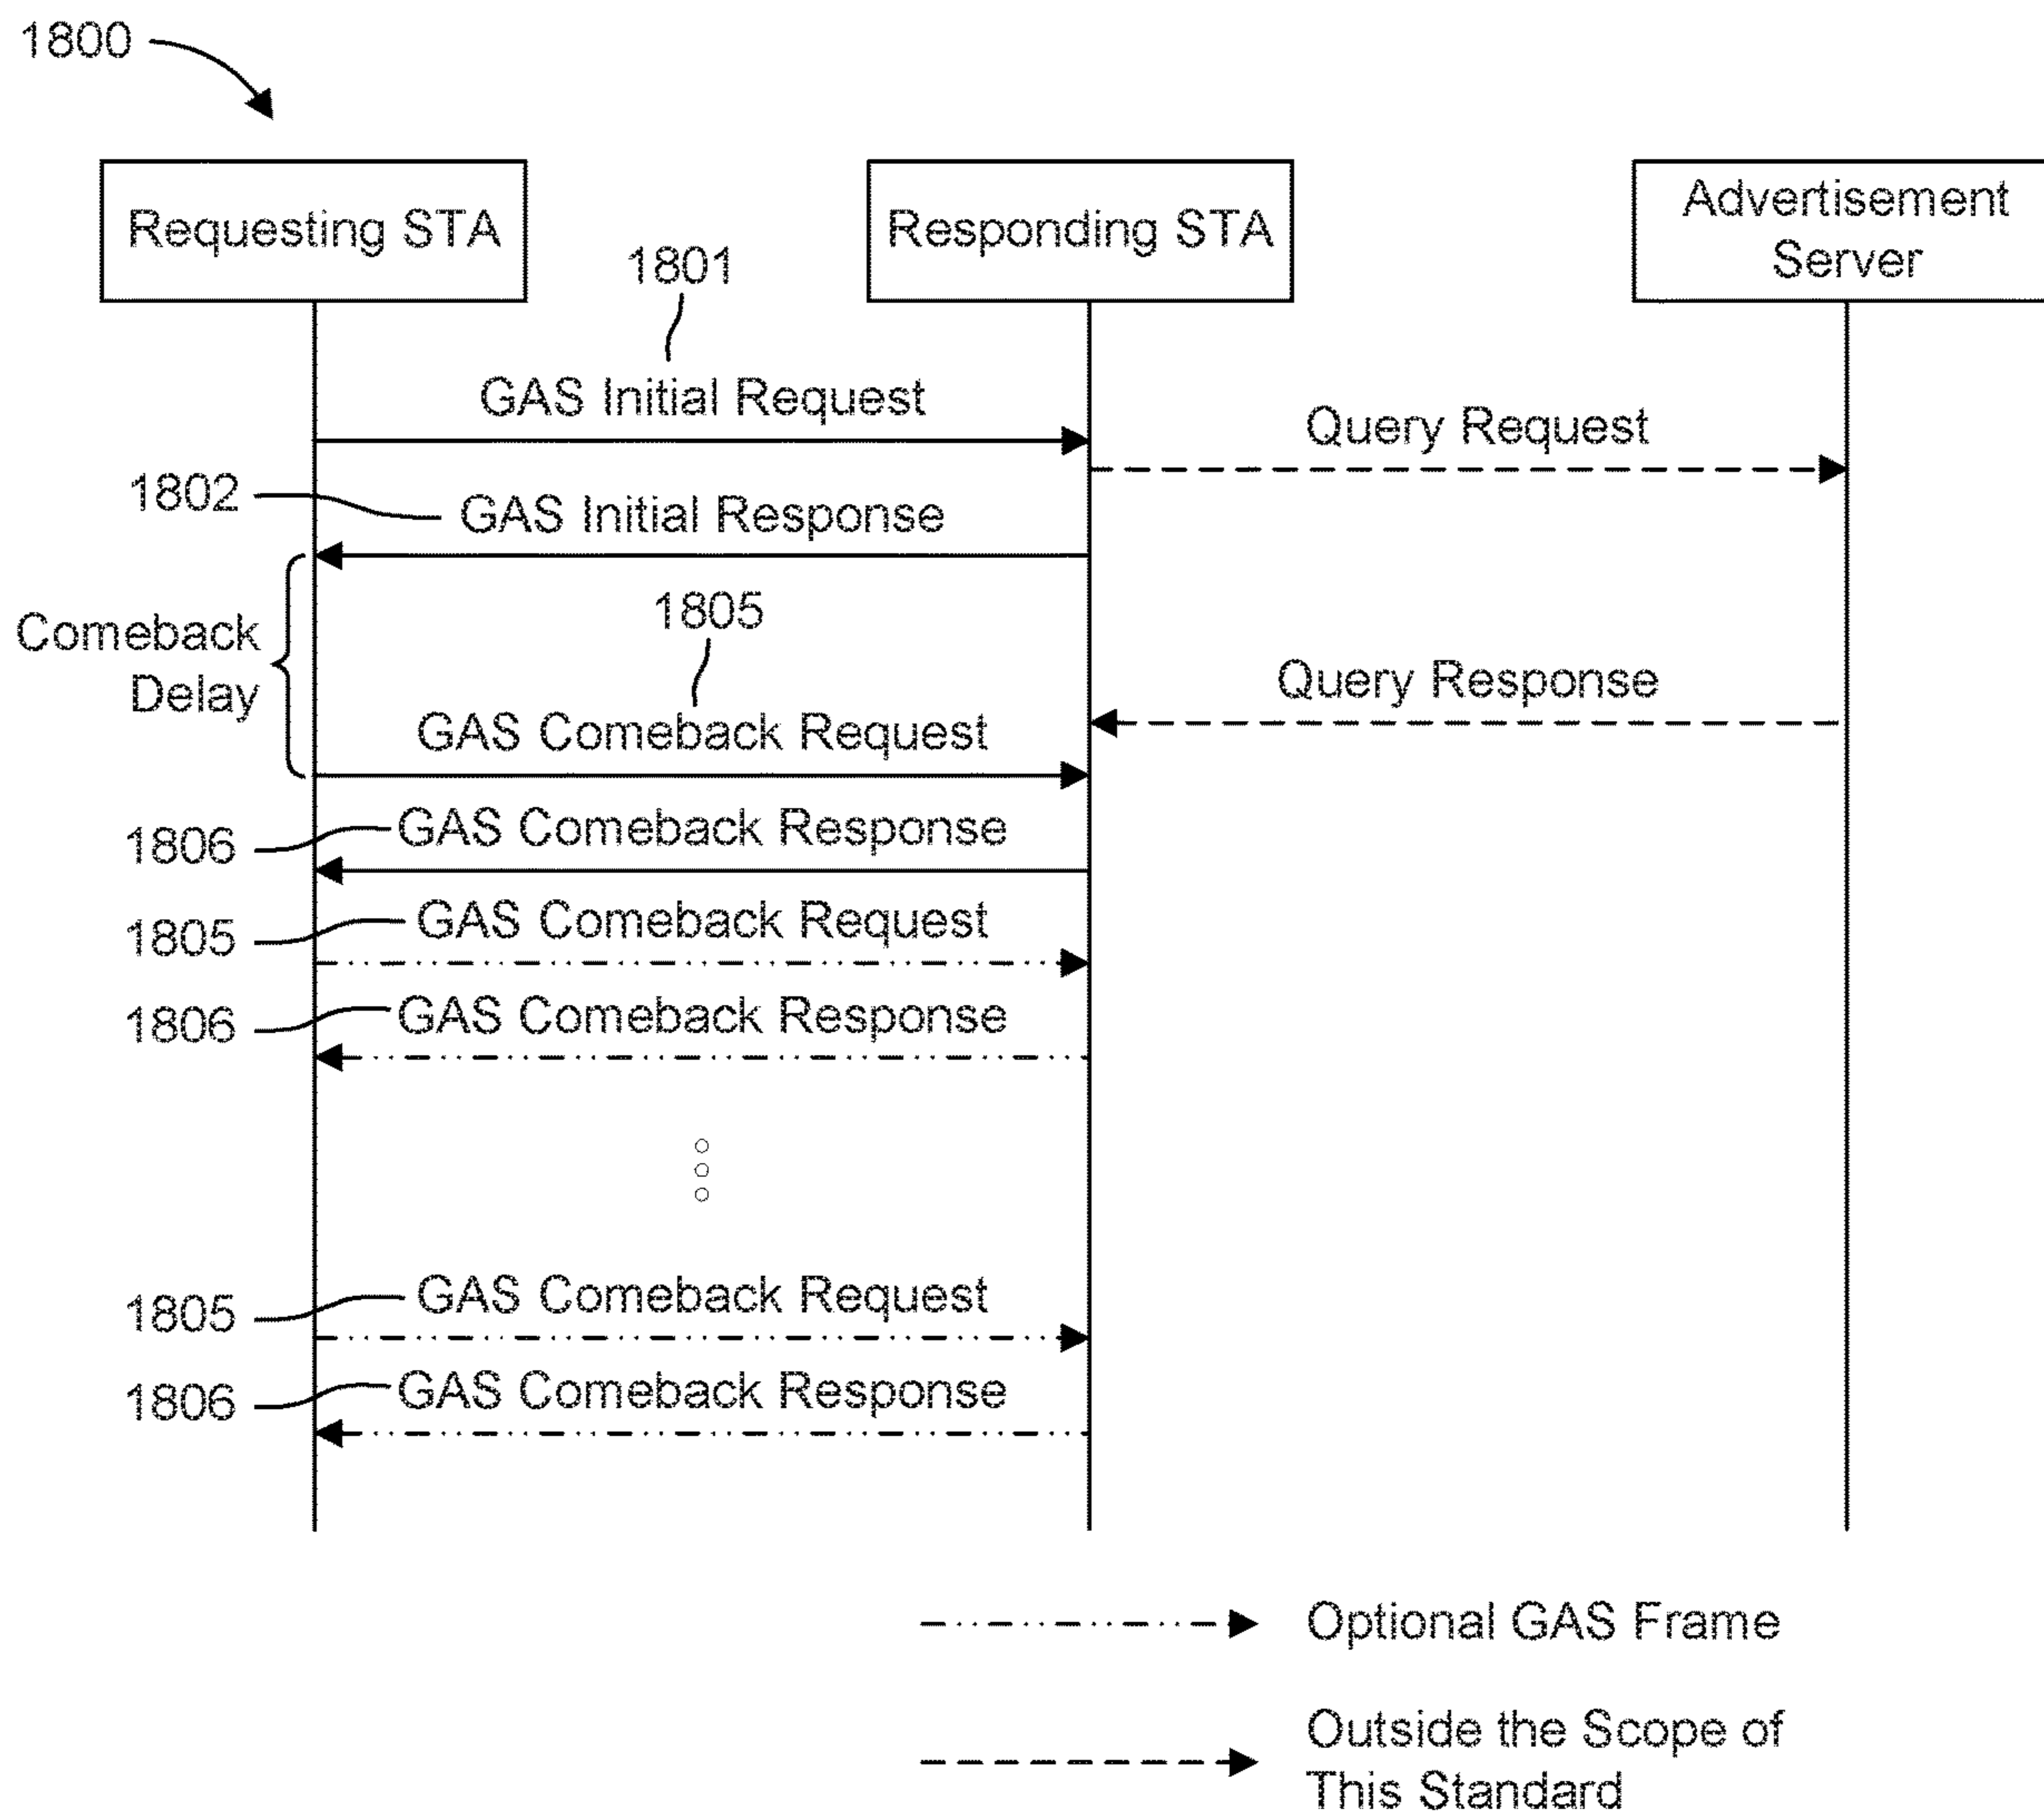 1800
Requesting STA
Responding STA
Advertisement
Server
1801
GAS Initial Request
Query Request
1802
GAS Initial Response
Comeback
Delay
1805
Query Response
GAS Comeback Request
1806
GAS Comeback Response
1805
GAS Comeback Request
1806
GAS Comeback Response
1805
GAS Comeback Request
1806
GAS Comeback Response
Optional GAS Frame
Outside the Scope of
This Standard